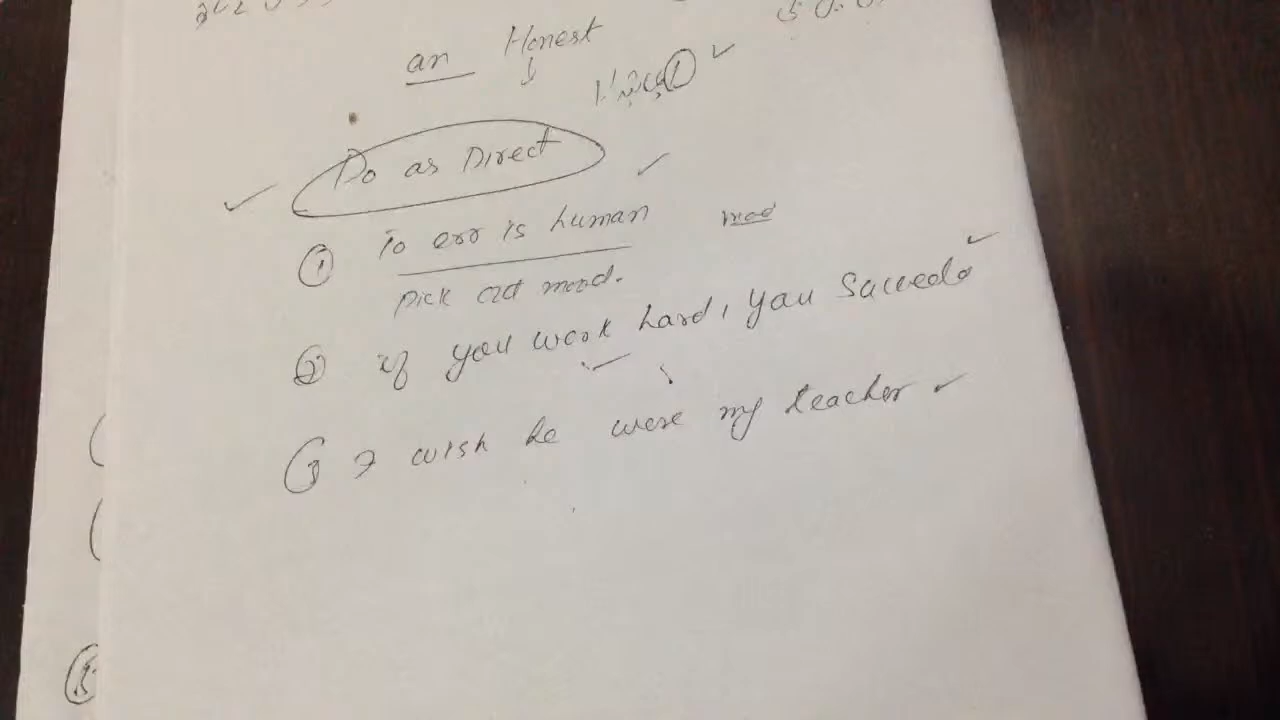 an Honest
Do as Direct
① To err is human
mod
pick out mood.
② if you work hard, you succeed
③ I wish he were my teacher